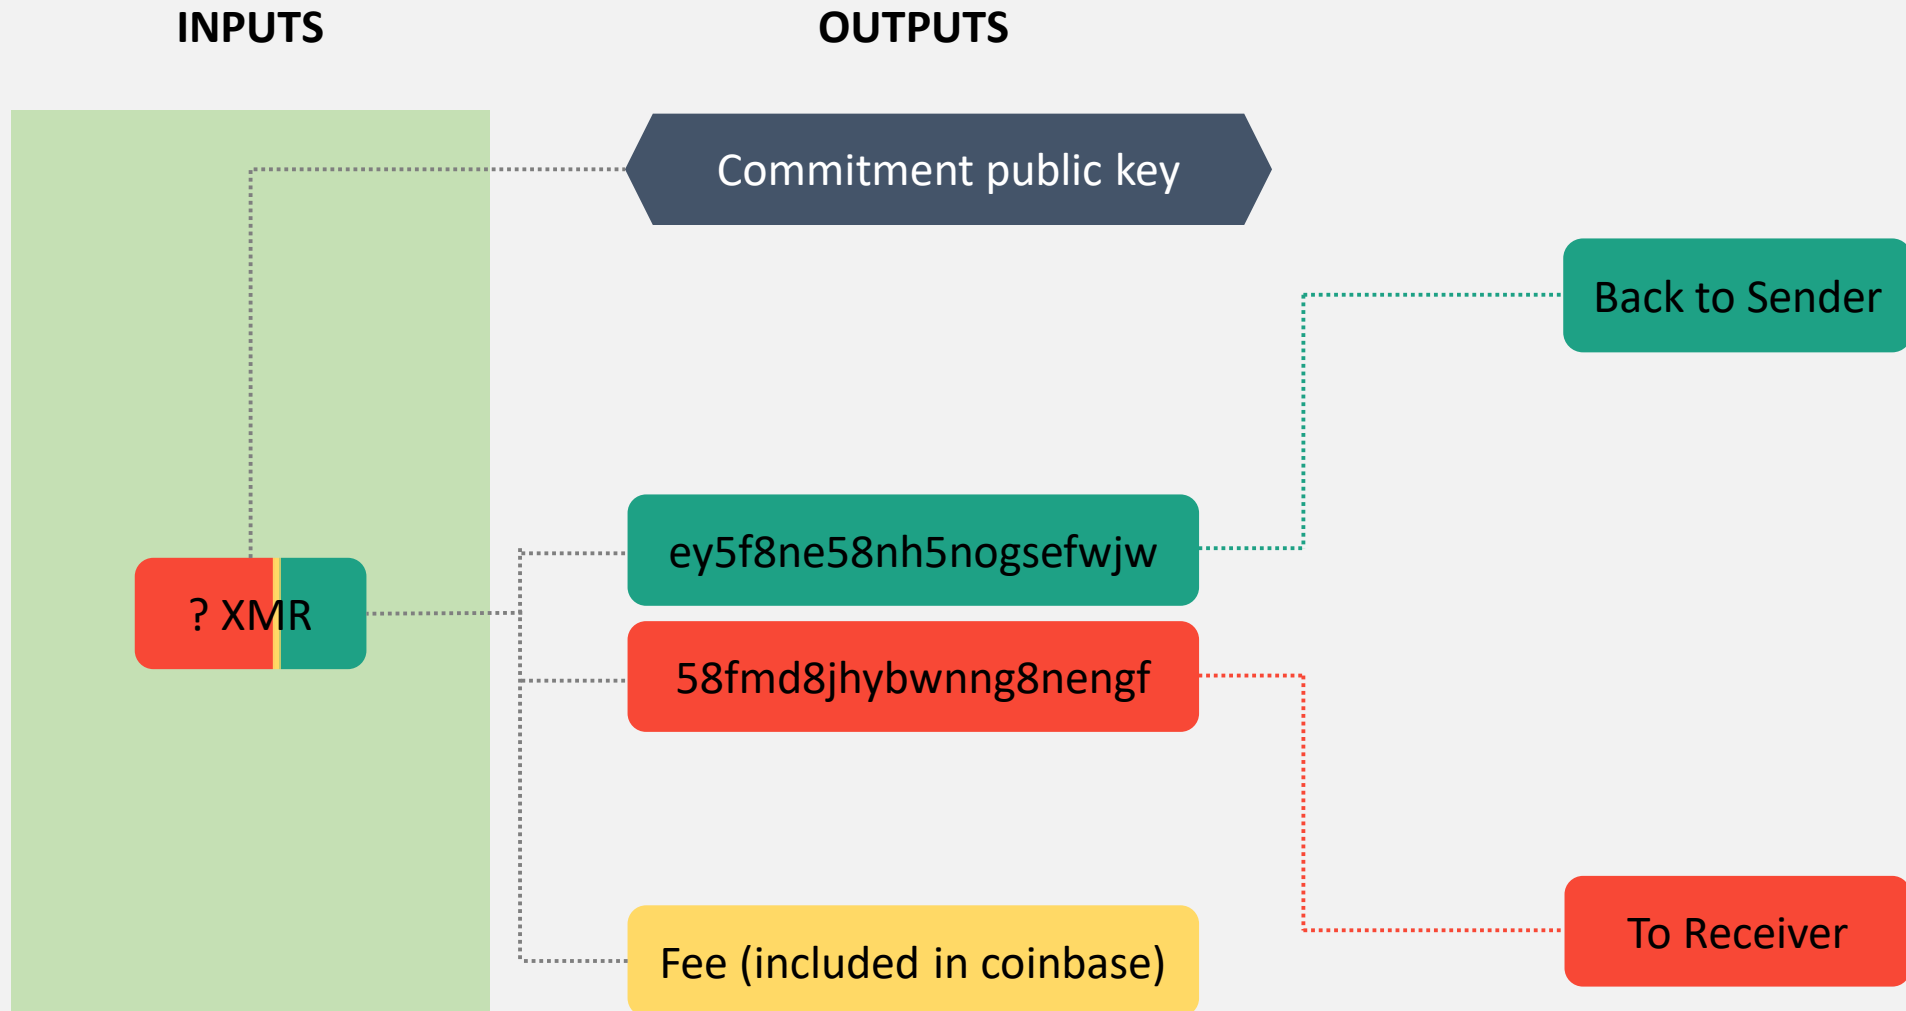 INPUTS
OUTPUTS
Commitment public key
Back to Sender
ey5f8ne58nh5nogsefwjw
? XMR
58fmd8jhybwnng8nengf
To Receiver
Fee (included in coinbase)